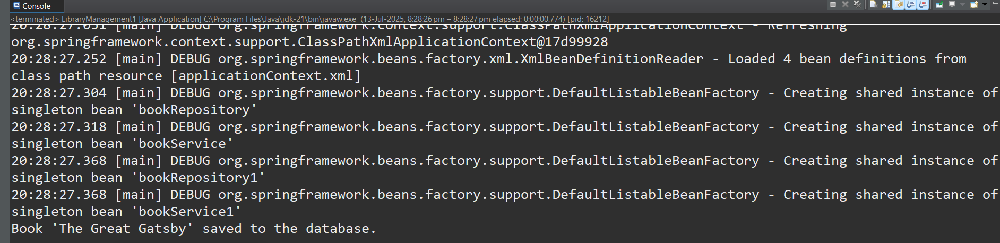 Console
<terminated> LibraryManagement1 [Java Application] C:\Program Files\Java\jdk-21\bin\javaw.exe (13-Jul-2025, 8:28:26 pm – 8:28:27 pm elapsed: 0:00:00.774) [pid: 16212]
20:28:27.051 [main] DEBUG org.springframework.context.support.ClassPathXmlApplicationContext - Refreshing
org.springframework.context.support.ClassPathXmlApplicationContext@17d99928
20:28:27.252 [main] DEBUG org.springframework.beans.factory.xml.XmlBeanDefinitionReader - Loaded 4 bean definitions from
class path resource [applicationContext.xml]
20:28:27.304 [main] DEBUG org.springframework.beans.factory.support.DefaultListableBeanFactory - Creating shared instance of
singleton bean 'bookRepository'
20:28:27.318 [main] DEBUG org.springframework.beans.factory.support.DefaultListableBeanFactory - Creating shared instance of
singleton bean 'bookService'
20:28:27.368 [main] DEBUG org.springframework.beans.factory.support.DefaultListableBeanFactory - Creating shared instance of
singleton bean 'bookRepository1'
20:28:27.368 [main] DEBUG org.springframework.beans.factory.support.DefaultListableBeanFactory - Creating shared instance of
singleton bean 'bookService1'
Book 'The Great Gatsby' saved to the database.